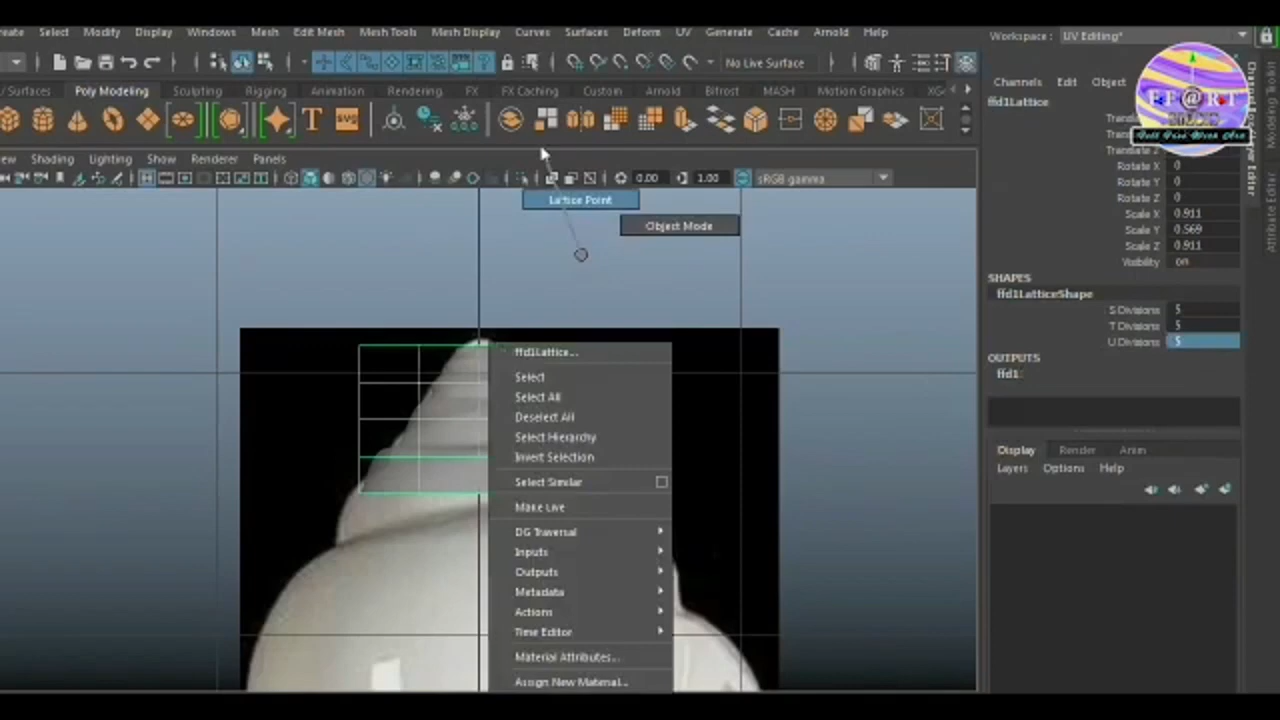 Select Modify Display Windows Mesh Edit Mesh Mesh Tools Mesh Display Curves Surfaces Deform UV Generate Cache Arnold Help
Workspace : UV Editing*
No Live Surface
Surfaces Poly Modeling Sculpting Rigging Animation Rendering FX FX Caching Custom Arnold Bifrost MASH Motion Graphics
T SVG
Shading Lighting Show Renderer Panels
0.00 1.00 sRGB gamma
Lattice Point
Object Mode
ffd1Lattice...
Select
Select All
Deselect All
Select Hierarchy
Invert Selection
Select Similar
Make Live
DG Traversal
Inputs
Outputs
Metadata
Actions
Time Editor
Material Attributes...
Assign New Material...
Channels Edit Object
ffd1Lattice
Rotate X 0
Rotate Y 0
Rotate Z 0
Scale X 0.911
Scale Y 0.569
Scale Z 0.911
Visibility on
SHAPES
ffd1LatticeShape
S Divisions 5
T Divisions 5
U Divisions 5
OUTPUTS
ffd1
Display Render Anim
Layers Options Help
Modeling Toolkit
Attribute Editor